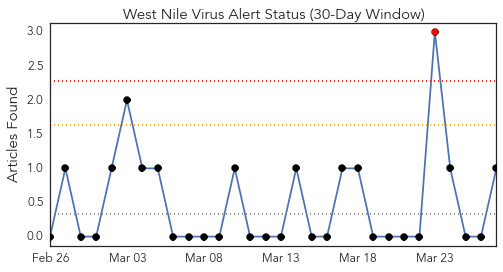 West Nile Virus Alert Status (30-Day Window)
Articles Found
3.0
2.5
2.0
1.5
1.0
0.5
0.0
Feb 26
Mar 03
Mar 08
Mar 13
Mar 18
Mar 23